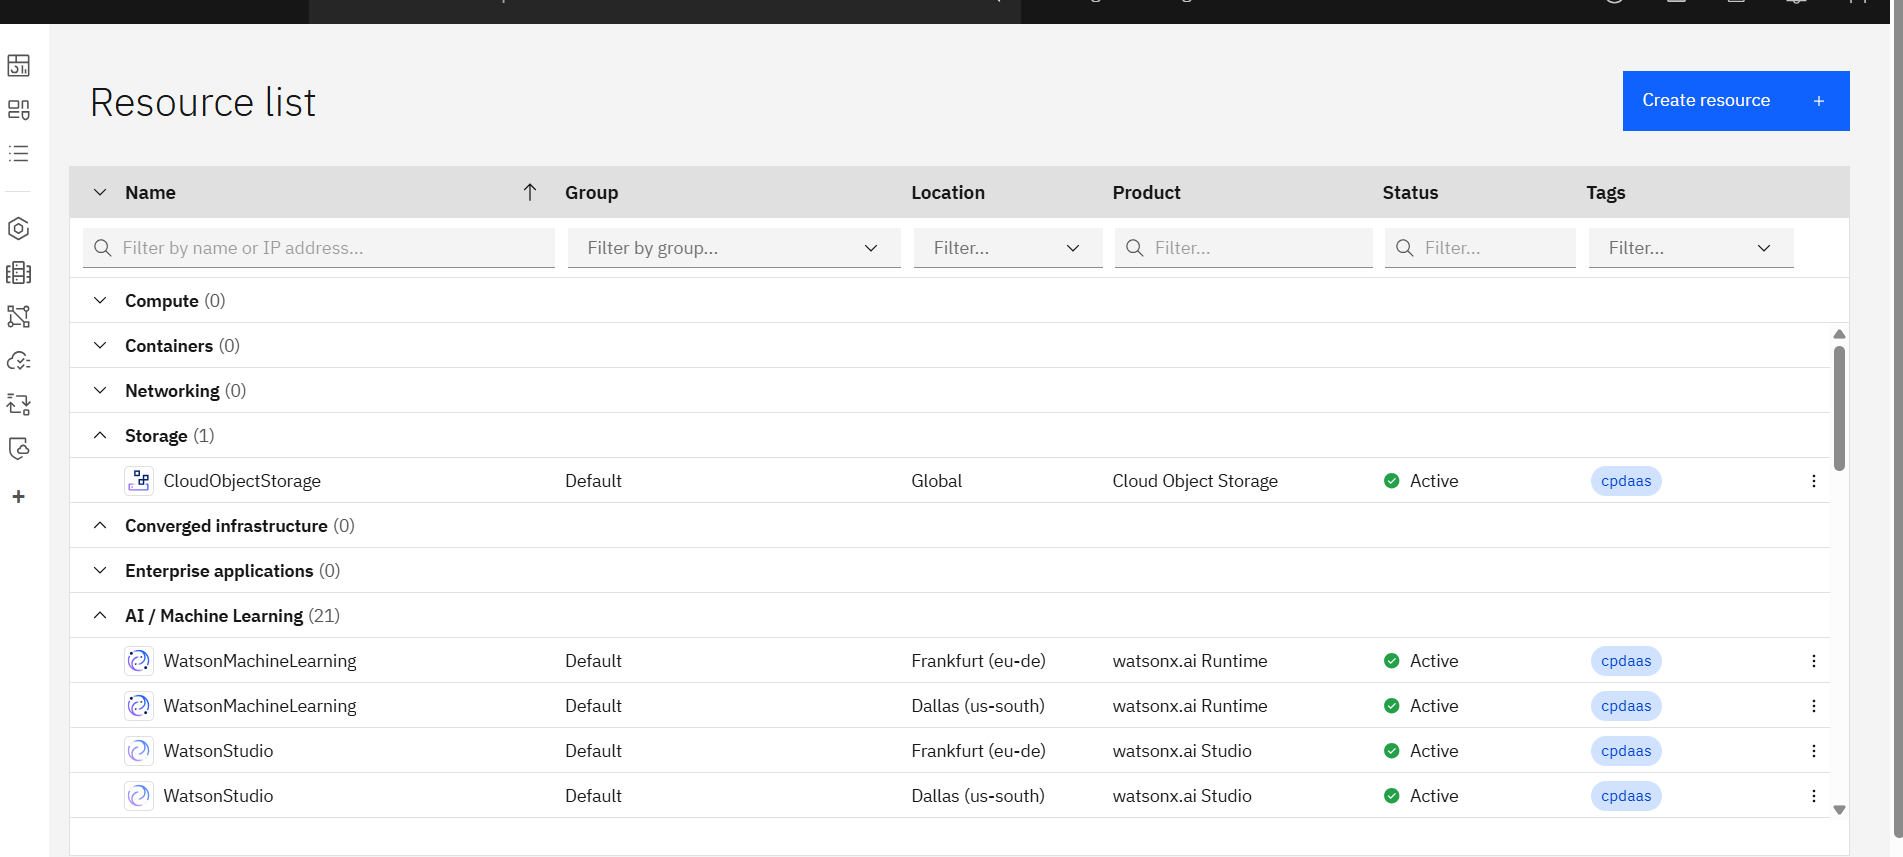 Resource list
Create resource +
Name Group Location Product Status Tags
Filter by name or IP address... Filter by group... Filter... Filter... Filter... Filter...
Compute (0)
Containers (0)
Networking (0)
Storage (1)
CloudObjectStorage Default Global Cloud Object Storage Active cpdaas
Converged infrastructure (0)
Enterprise applications (0)
AI / Machine Learning (21)
WatsonMachineLearning Default Frankfurt (eu-de) watsonx.ai Runtime Active cpdaas
WatsonMachineLearning Default Dallas (us-south) watsonx.ai Runtime Active cpdaas
WatsonStudio Default Frankfurt (eu-de) watsonx.ai Studio Active cpdaas
WatsonStudio Default Dallas (us-south) watsonx.ai Studio Active cpdaas